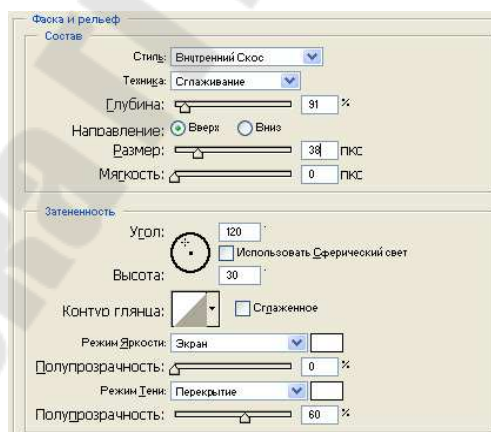 Фаска и рельеф
Состав
Стиль: Внутренний Скос
Техника: Сглаживание
Глубина: 91 %
Направление: Вверх Вниз
Размер: 38 пкс
Мягкость: 0 пкс
Затененность
Угол: 120 °
Использовать Сферический свет
Высота: 30 °
Контур глянца: Сглаженное
Режим Яркости: Экран
Полупрозрачность: 0 %
Режим Тени: Перекрытие
Полупрозрачность: 60 %